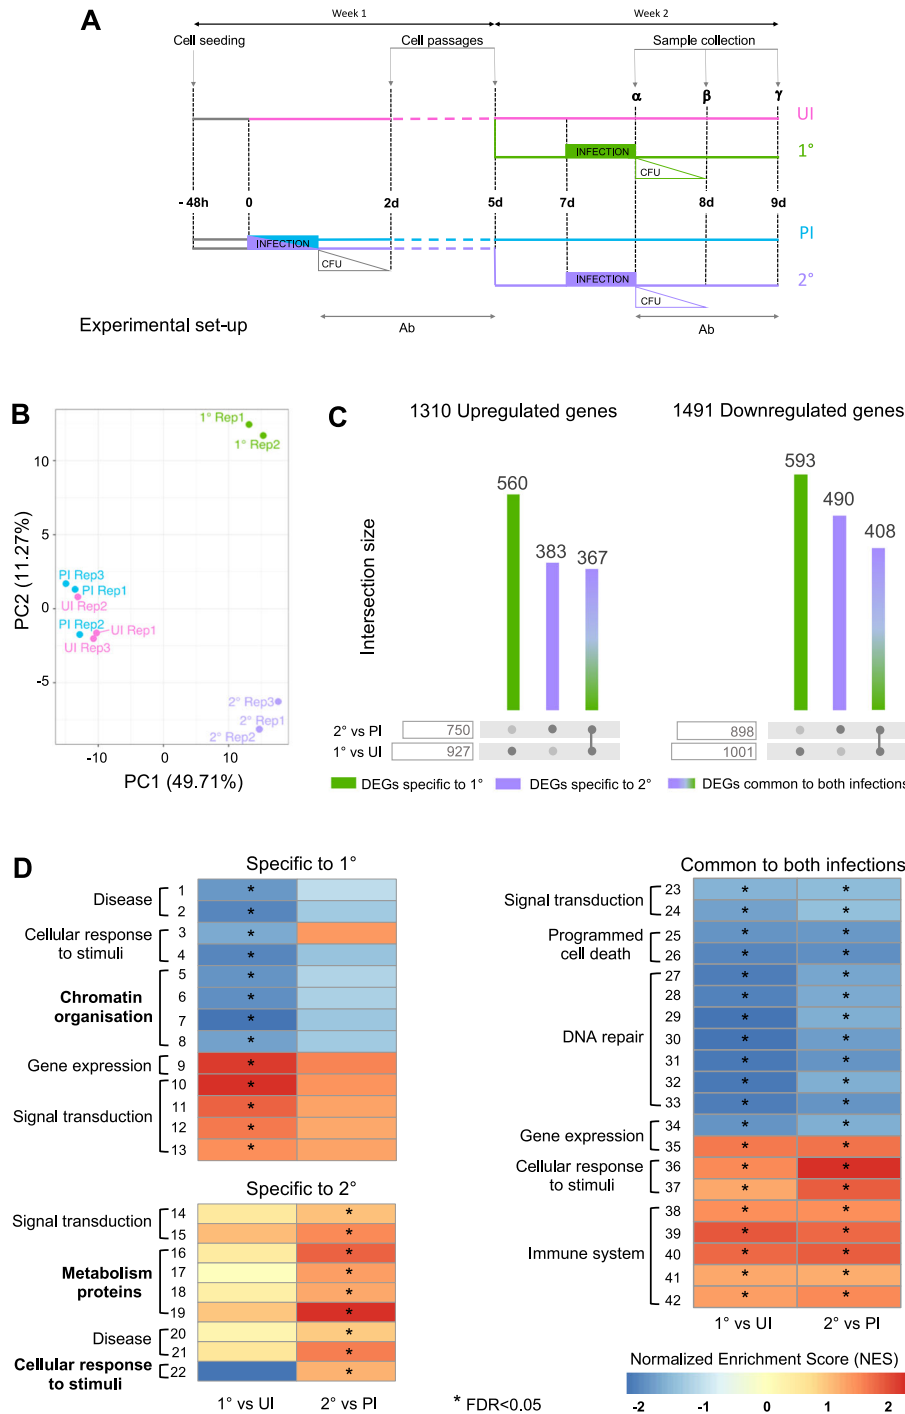 A
Week 1
Week 2
Cell seeding
Cell passages
Sample collection
α
β
γ
UI
INFECTION
1°
CFU
- 48h
0
2d
5d
7d
8d
9d
INFECTION
PI
CFU
INFECTION
2°
CFU
Experimental set-up
Ab
Ab
B
1° Rep1
1° Rep2
PI Rep3
PI Rep1
UI Rep2
PI Rep2
UI Rep1
UI Rep3
2° Rep3
2° Rep1
2° Rep2
10
5
0
-5
-10
0
10
PC2 (11.27%)
PC1 (49.71%)
C
1310 Upregulated genes
1491 Downregulated genes
Intersection size
560
383
367
593
490
408
2° vs PI
750
898
1° vs UI
927
1001
DEGs specific to 1°
DEGs specific to 2°
DEGs common to both infections
D
Specific to 1°
Disease
1
*
2
*
Cellular response
to stimuli
3
*
4
*
Chromatin
organisation
5
*
6
*
7
*
8
*
Gene expression
9
*
Signal transduction
10
*
11
*
12
*
13
*
Specific to 2°
Signal transduction
14
*
15
*
Metabolism
proteins
16
*
17
*
18
*
19
*
Disease
20
*
21
*
Cellular response
to stimuli
22
*
1° vs UI
2° vs PI
Common to both infections
Signal transduction
23
* *
24
* *
Programmed
cell death
25
* *
26
* *
DNA repair
27
* *
28
* *
29
* *
30
* *
31
* *
32
* *
33
* *
Gene expression
34
* *
35
* *
Cellular response
to stimuli
36
* *
37
* *
Immune system
38
* *
39
* *
40
* *
41
* *
42
* *
1° vs UI
2° vs PI
* FDR<0.05
Normalized Enrichment Score (NES)
-2
-1
0
1
2